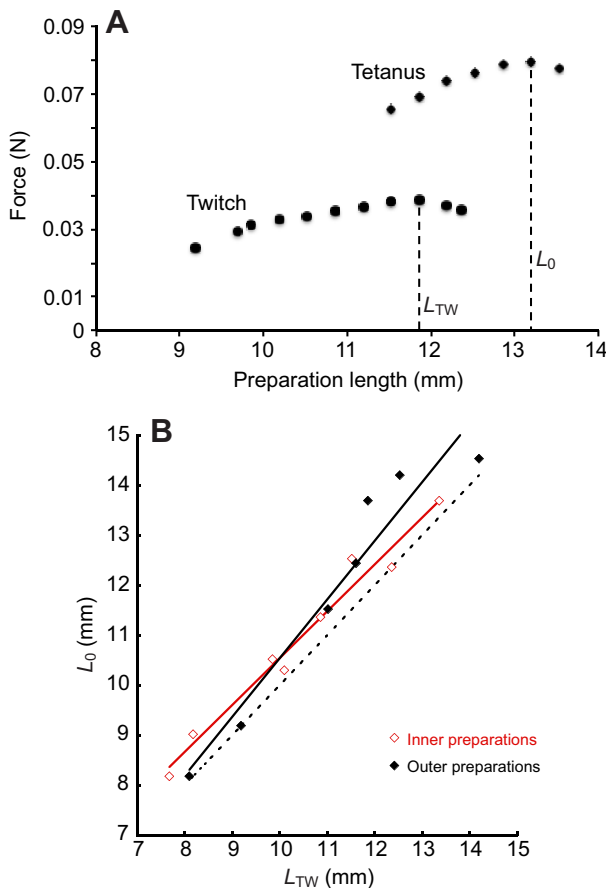 A
0.09
0.07
0.05
0.03
0.01
0
Force (N)
Tetanus
Twitch
L0
LTW
8 9 10 11 12 13 14
Preparation length (mm)
B
15
14
13
12
11
10
9
8
7
L0 (mm)
Inner preparations
Outer preparations
7 8 9 10 11 12 13 14 15
LTW (mm)